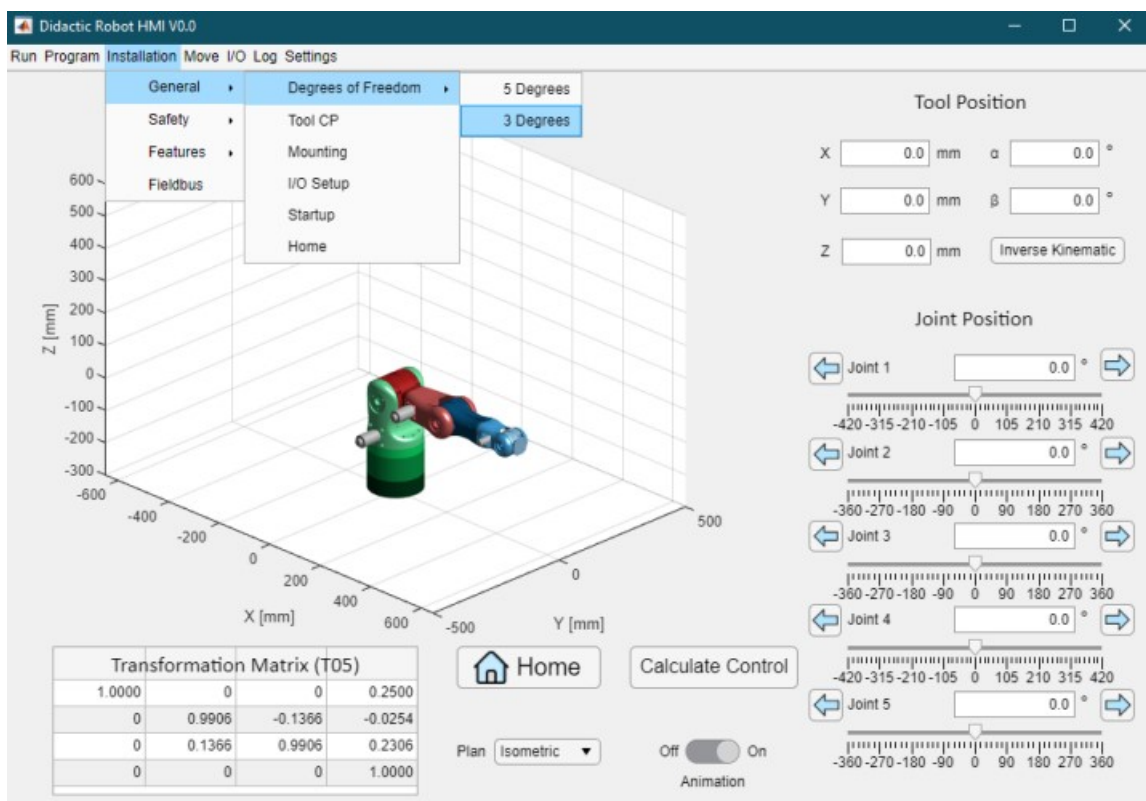 Didactic Robot HMI V0.0
Run Program Installation Move I/O Log Settings
General
Safety
Features
Fieldbus
Degrees of Freedom
Tool CP
Mounting
I/O Setup
Startup
Home
5 Degrees
3 Degrees
600
500
400
300
200
100
0
-100
-200
-300
Z [mm]
-600
-400
-200
0
200
400
600
X [mm]
-500
0
500
Y [mm]
Tool Position
X 0.0 mm α 0.0 °
Y 0.0 mm β 0.0 °
Z 0.0 mm Inverse Kinematic
Joint Position
Joint 1 0.0 °
-420 -315 -210 -105 0 105 210 315 420
Joint 2 0.0 °
-360 -270 -180 -90 0 90 180 270 360
Joint 3 0.0 °
-360 -270 -180 -90 0 90 180 270 360
Joint 4 0.0 °
-420 -315 -210 -105 0 105 210 315 420
Joint 5 0.0 °
-360 -270 -180 -90 0 90 180 270 360
Transformation Matrix (T05)
1.0000 0 0 0.2500
0 0.9906 -0.1366 -0.0254
0 0.1366 0.9906 0.2306
0 0 0 1.0000
Home
Calculate Control
Plan Isometric
Off On
Animation